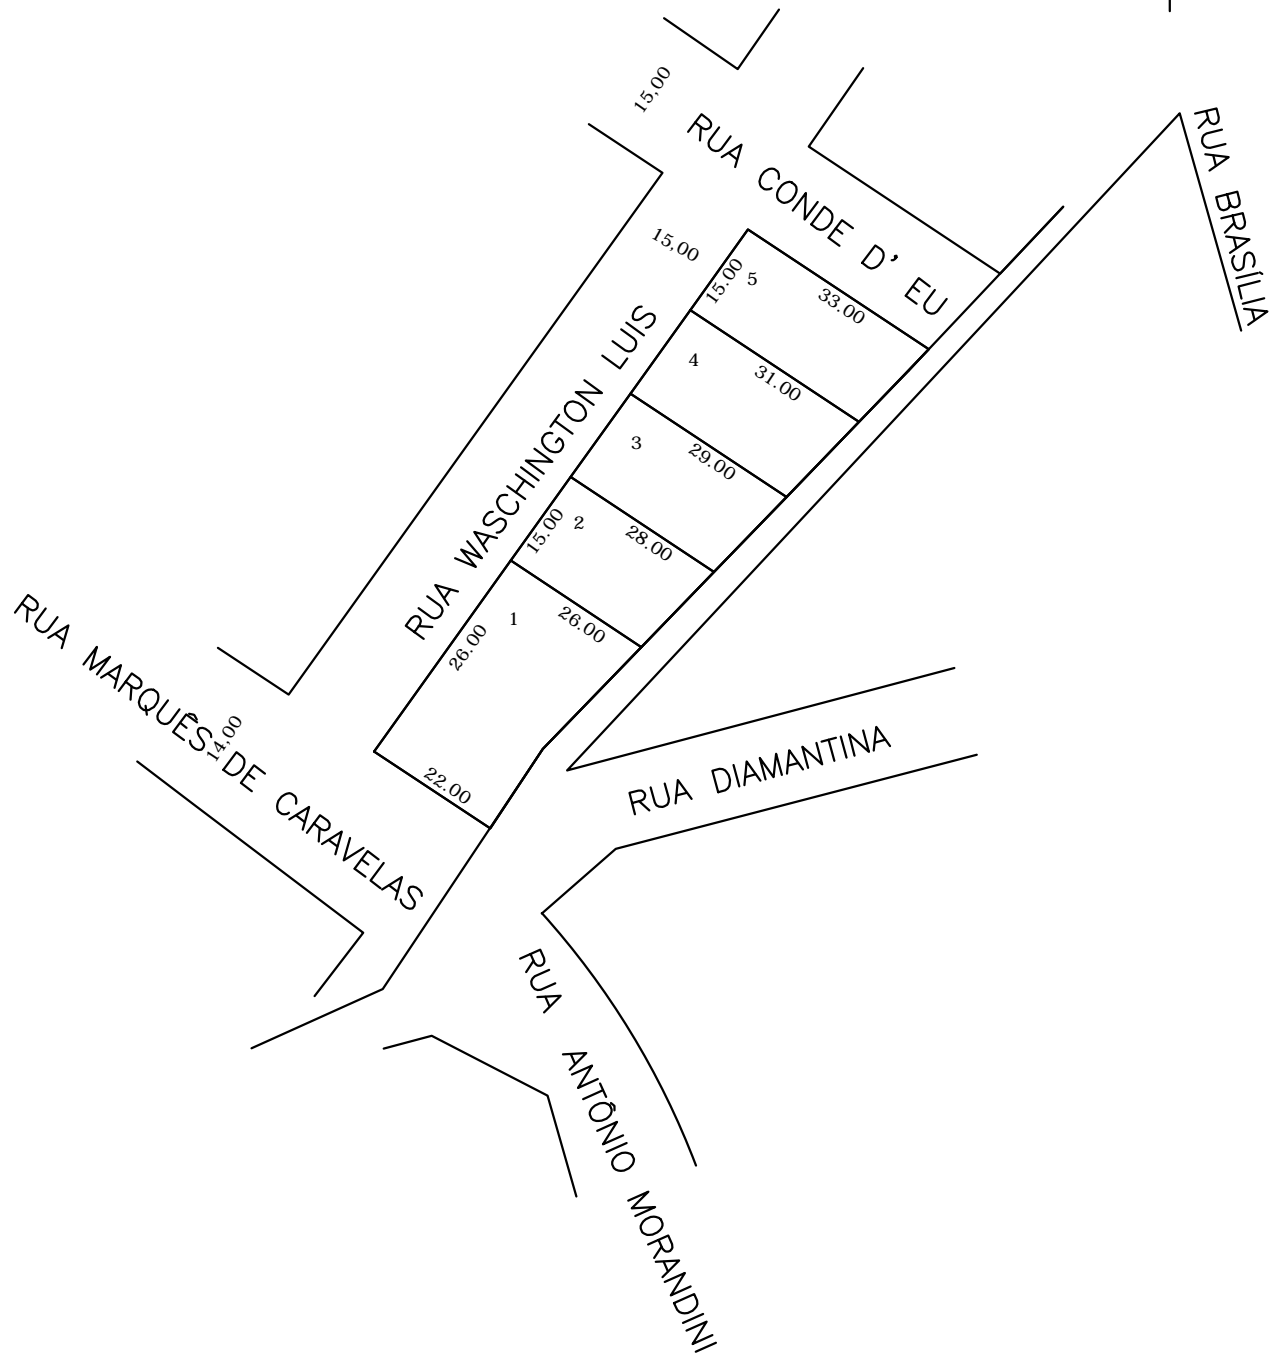 15,00
RUA CONDE D' EU
RUA BRASÍLIA
15,00
15.00
5
33.00
RUA WASCHINGTON LUIS
4
31.00
3
29.00
15.00
2
28.00
1
26.00
26.00
RUA MARQUÊS DE CARAVELAS
14,00
22.00
RUA DIAMANTINA
RUA ANTÔNIO MORANDINI